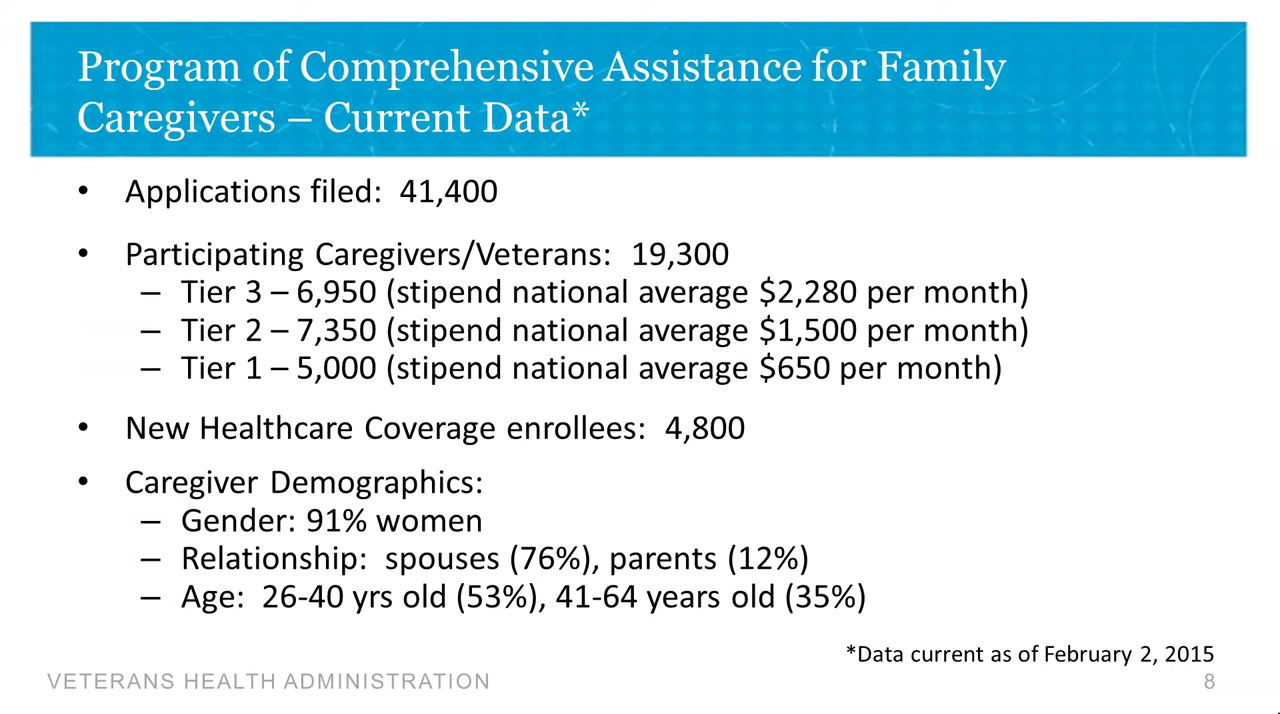 Program of Comprehensive Assistance for Family
Caregivers – Current Data*
• Applications filed: 41,400
• Participating Caregivers/Veterans: 19,300
– Tier 3 – 6,950 (stipend national average $2,280 per month)
– Tier 2 – 7,350 (stipend national average $1,500 per month)
– Tier 1 – 5,000 (stipend national average $650 per month)
• New Healthcare Coverage enrollees: 4,800
• Caregiver Demographics:
– Gender: 91% women
– Relationship: spouses (76%), parents (12%)
– Age: 26-40 yrs old (53%), 41-64 years old (35%)
*Data current as of February 2, 2015
VETERANS HEALTH ADMINISTRATION 8